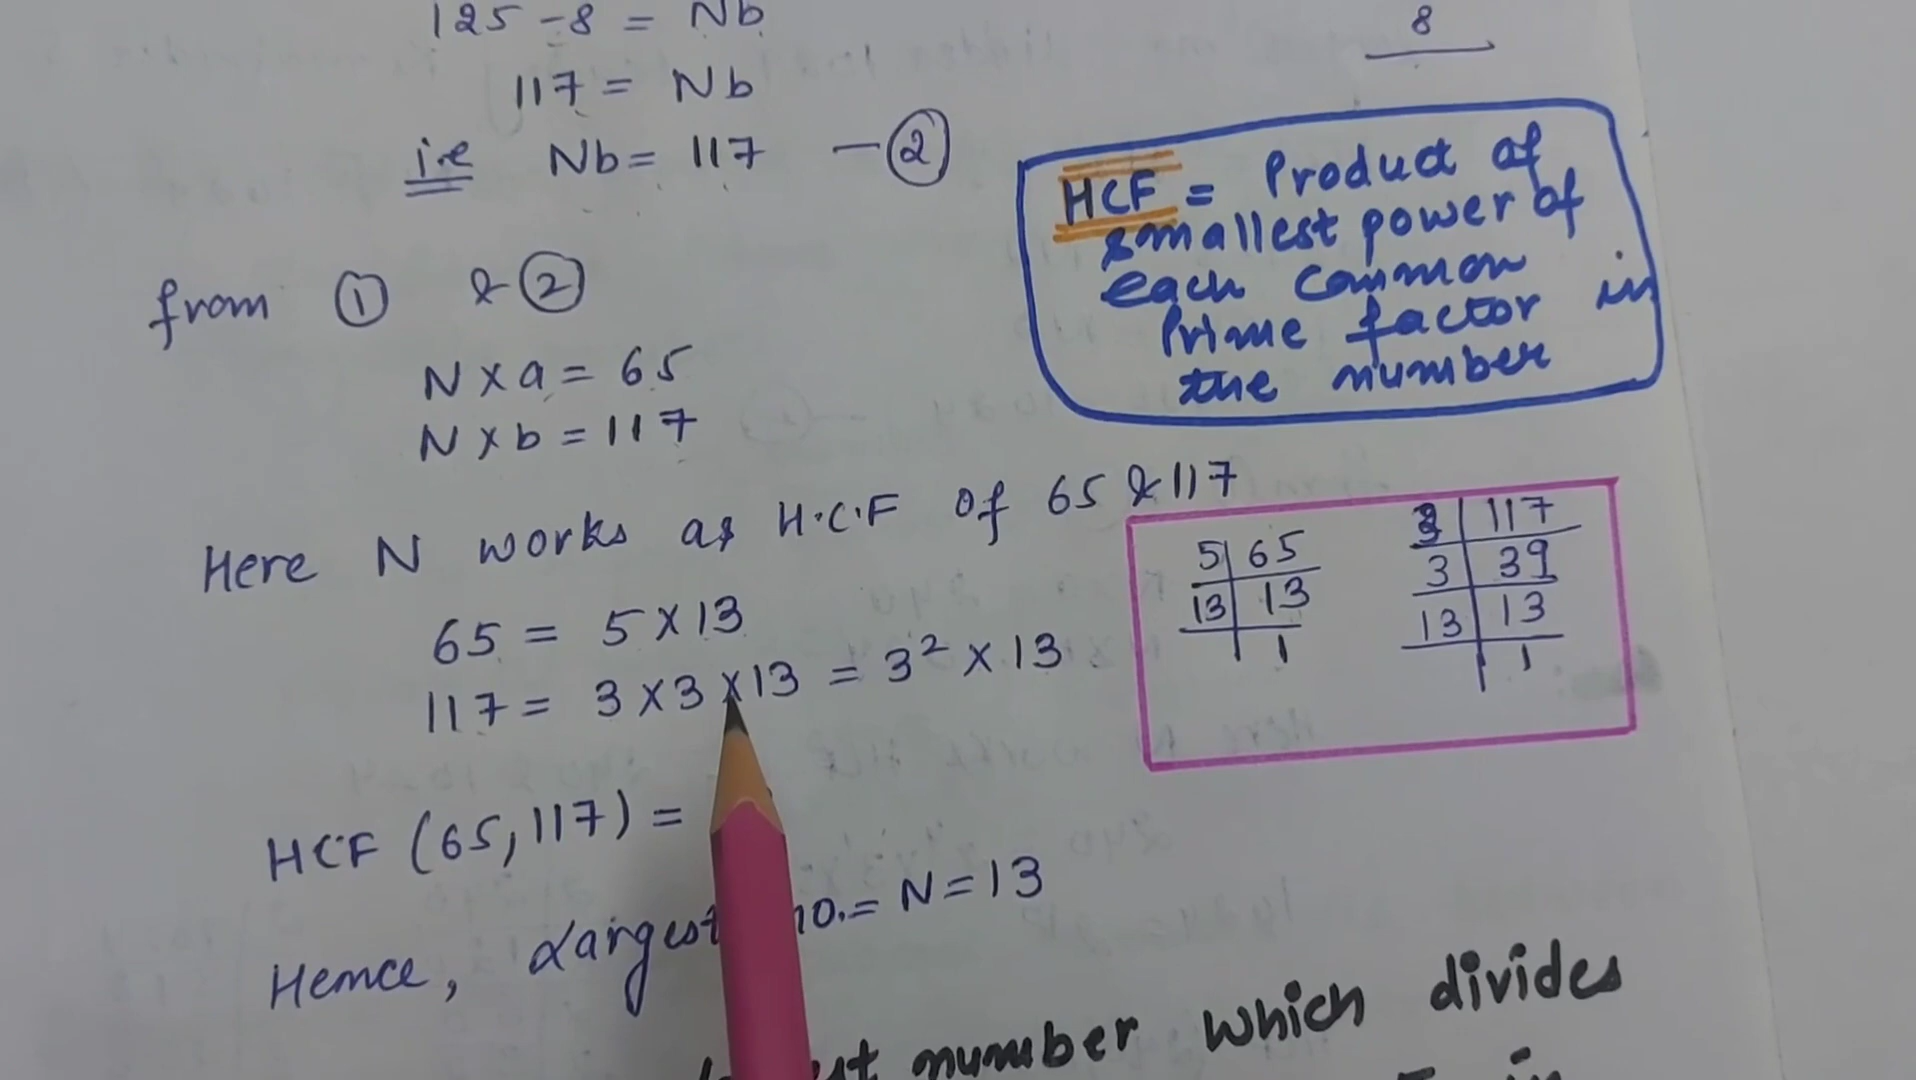 125 - 8 = Nb
8
117 = Nb
i.e Nb = 117 - ②
HCF = Product of
smallest power of
each common
Prime factor in
the number
from ① & ②
N x a = 65
N x b = 117
Here N works as H.C.F of 65 & 117
65 = 5 x 13
117 = 3 x 3 x 13 = 3² x 13
5 | 65
13 | 13
| 1
3 | 117
3 | 39
13 | 13
| 1
HCF (65, 117) =
Hence, Largest no. = N = 13
number which divides
in